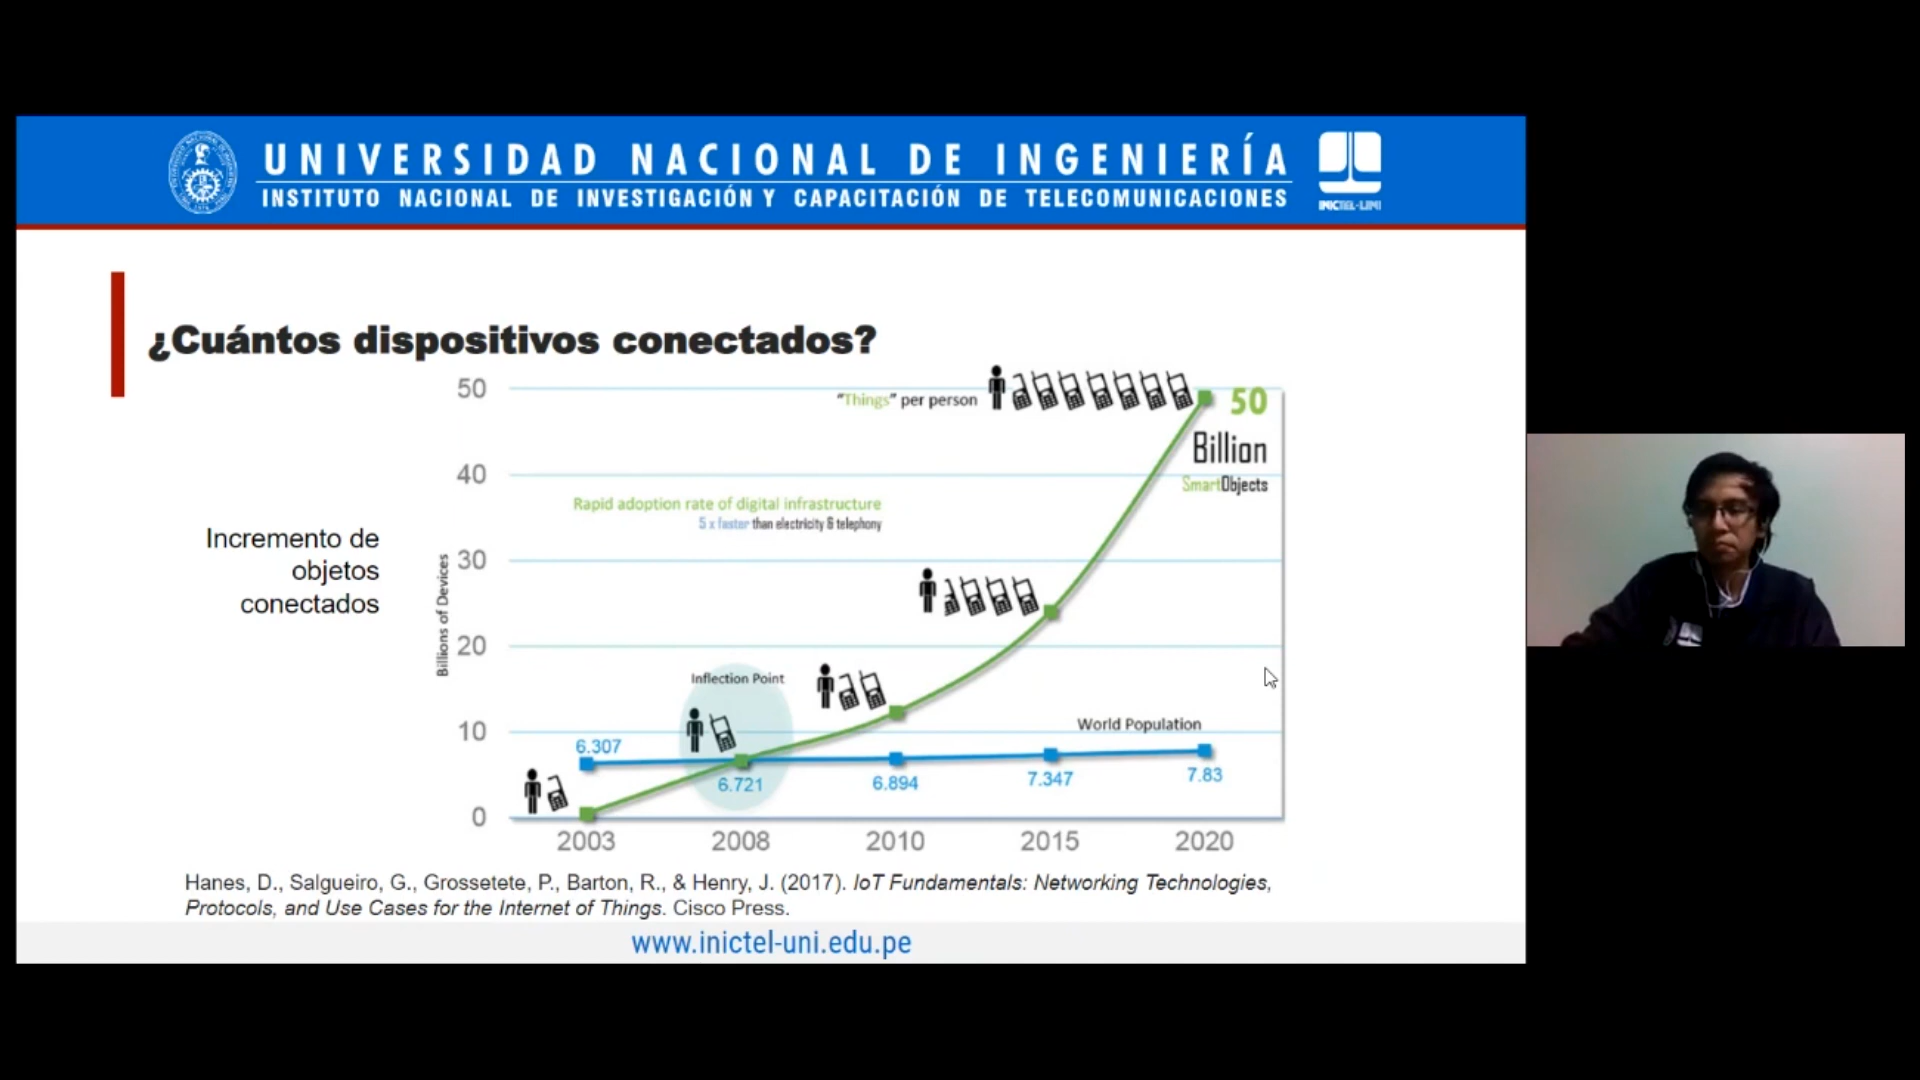 UNIVERSIDAD NACIONAL DE INGENIERÍA
INSTITUTO NACIONAL DE INVESTIGACIÓN Y CAPACITACIÓN DE TELECOMUNICACIONES
INICTEL-UNI
¿Cuántos dispositivos conectados?
Incremento de
objetos
conectados
Billions of Devices
50
40
30
20
10
0
"Things" per person
50
Billion
SmartObjects
Rapid adoption rate of digital infrastructure
5 x faster than electricity & telephony
Inflection Point
World Population
6.307
6.721
6.894
7.347
7.83
2003
2008
2010
2015
2020
Hanes, D., Salgueiro, G., Grossetete, P., Barton, R., & Henry, J. (2017). IoT Fundamentals: Networking Technologies,
Protocols, and Use Cases for the Internet of Things. Cisco Press.
www.inictel-uni.edu.pe